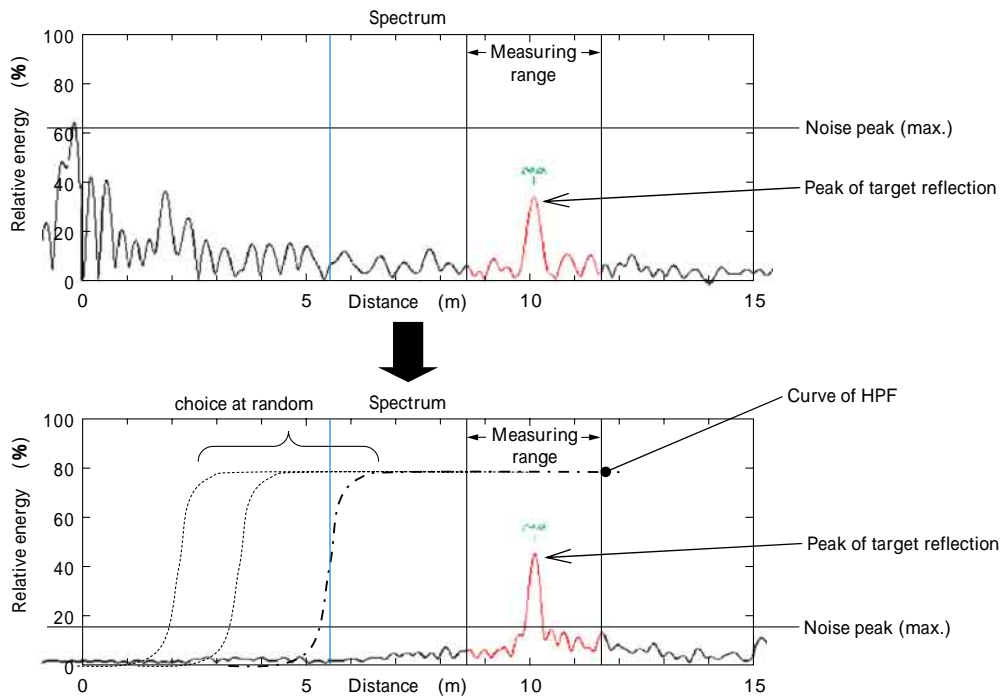 Spectrum
Relative energy (%)
100
80
60
40
20
0
Measuring
range
Noise peak (max.)
peak
Peak of target reflection
0
5
Distance (m)
10
15
choice at random
Spectrum
Curve of HPF
Relative energy (%)
100
80
60
40
20
0
Measuring
range
Peak of target reflection
Noise peak (max.)
0
5
Distance (m)
10
15